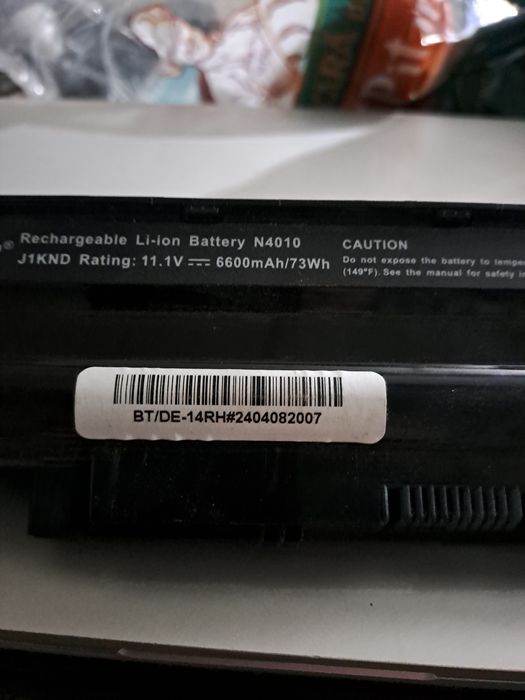 Pit
® Rechargeable Li-ion Battery N4010
J1KND Rating: 11.1V ⎓ 6600mAh/73Wh
CAUTION
Do not expose the battery to
(149°F). See the manual for safety
BT/DE-14RH#2404082007